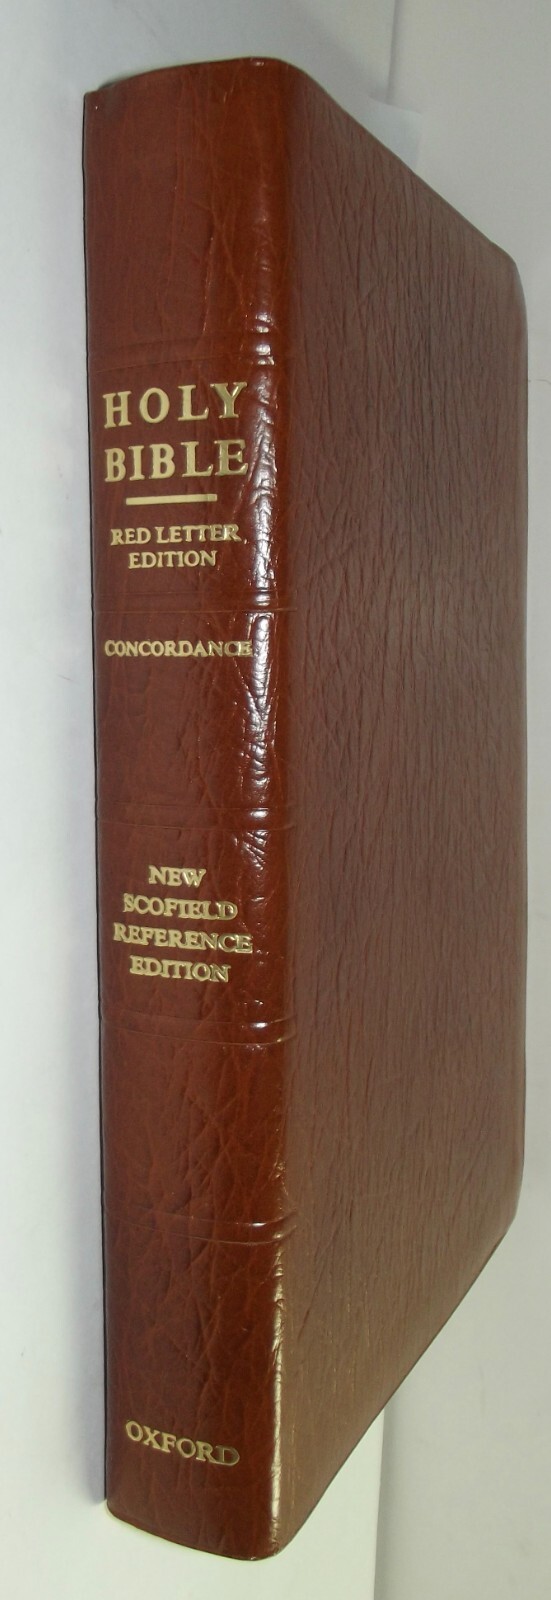 HOLY
BIBLE
RED LETTER
EDITION
CONCORDANCE
NEW
SCOFIELD
REFERENCE
EDITION
OXFORD